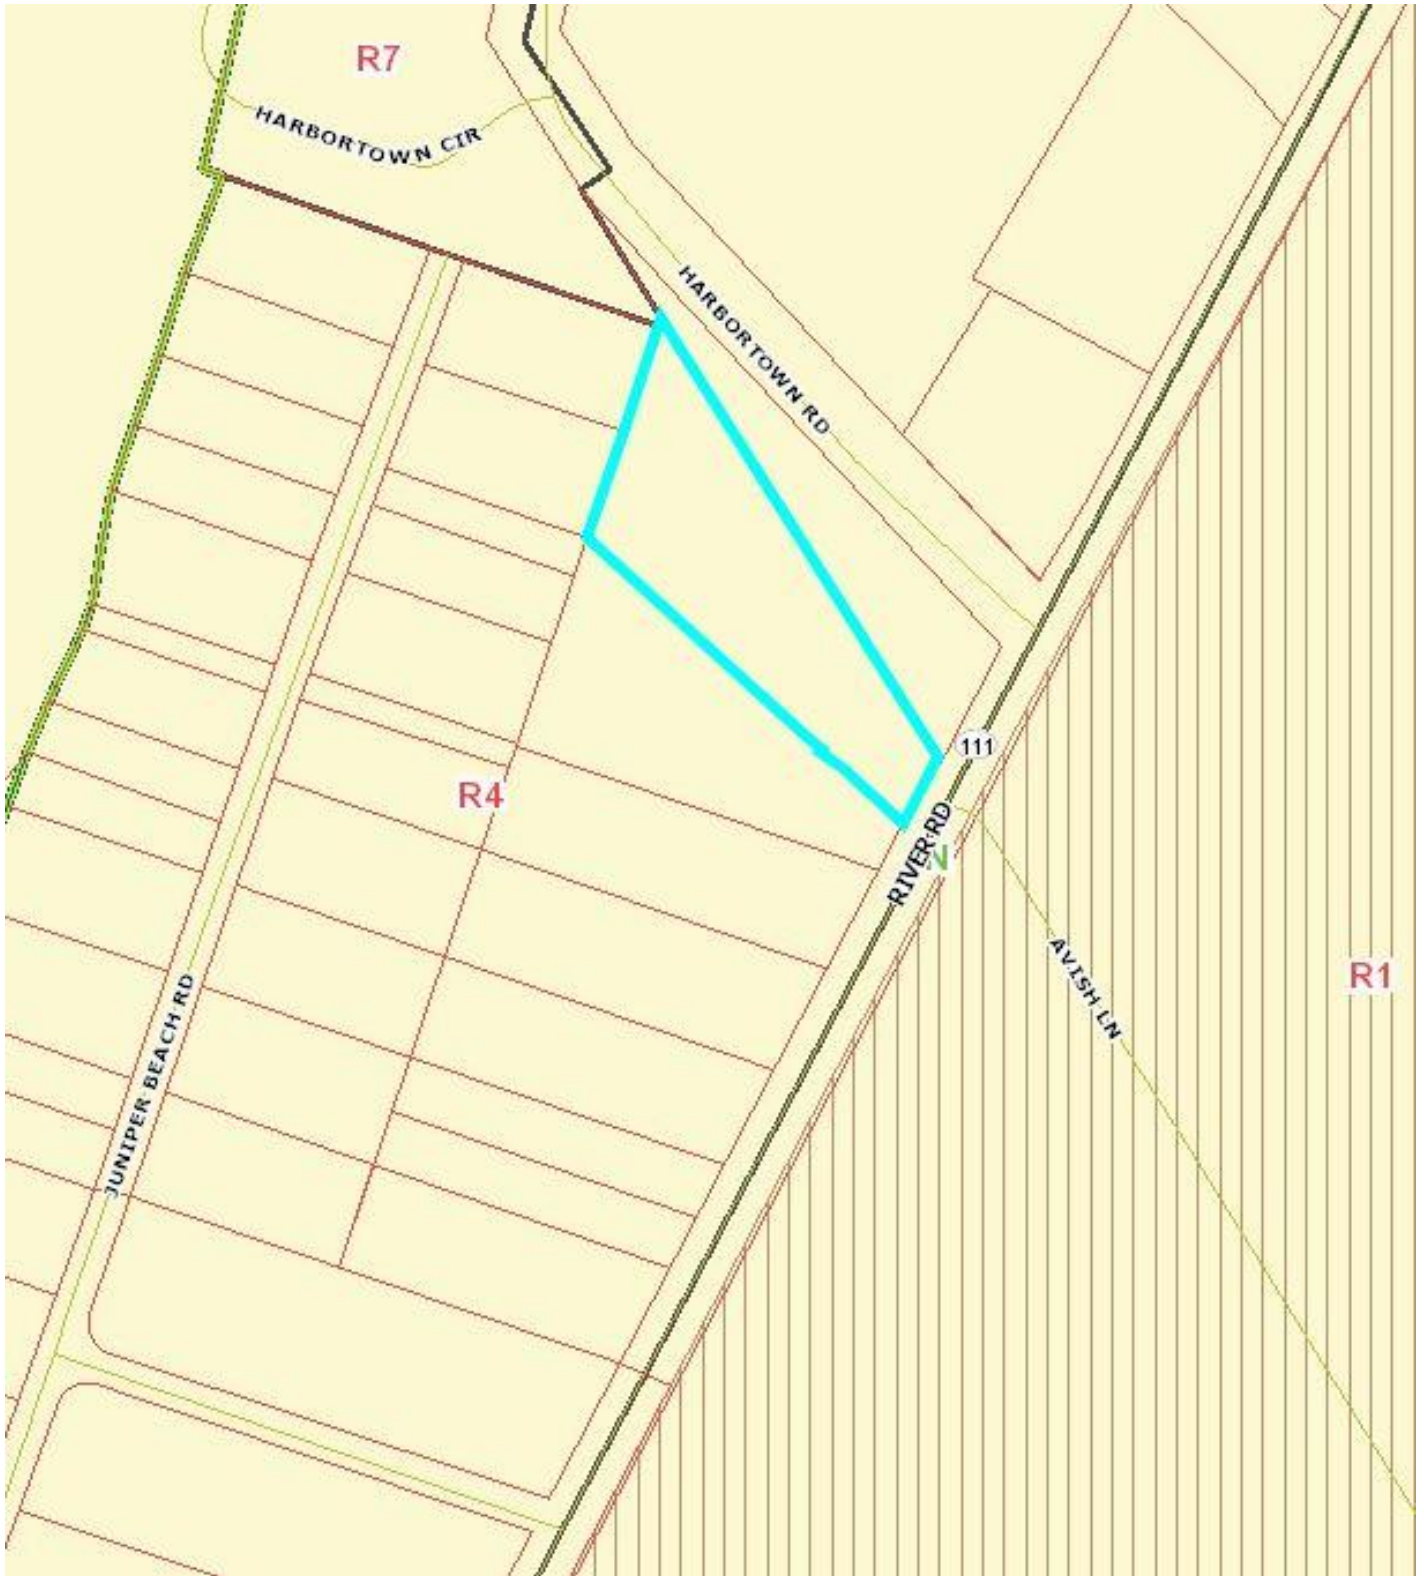 R7
HARBORTOWN CIR
HARBORTOWN RD
111
R4
RIVER RD
N
AVISH LN
R1
JUNIPER BEACH RD